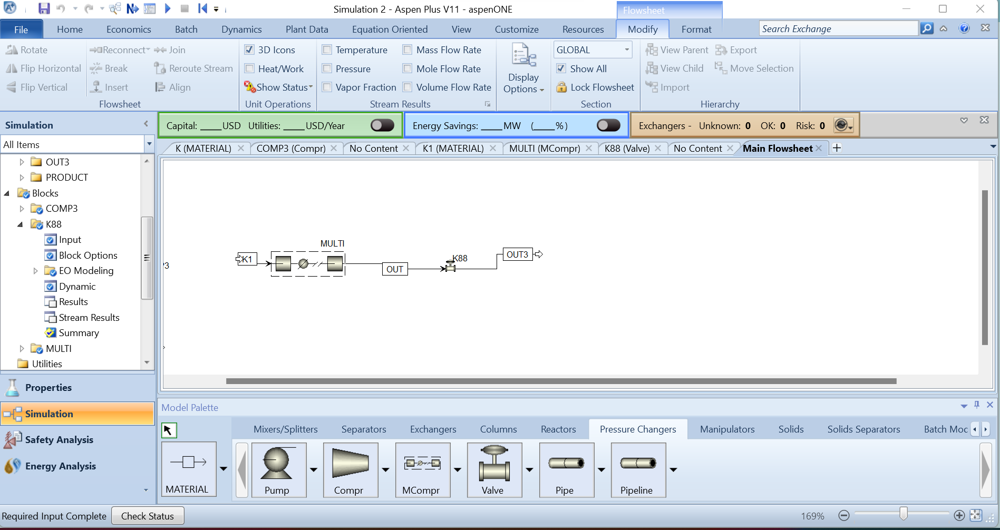 Simulation 2 - Aspen Plus V11 - aspenONE
Flowsheet
File Home Economics Batch Dynamics Plant Data Equation Oriented View Customize Resources Modify Format Search Exchange
Rotate Reconnect Join 3D Icons Temperature Mass Flow Rate GLOBAL View Parent Export
Flip Horizontal Break Reroute Stream Heat/Work Pressure Mole Flow Rate Show All View Child Move Selection
Display
Flip Vertical Insert Align Show Status Vapor Fraction Volume Flow Rate Options Lock Flowsheet Import
Flowsheet Unit Operations Stream Results Section Hierarchy
Simulation
Capital: ____USD Utilities: ____USD/Year Energy Savings: ____MW (____%) Exchangers - Unknown: 0 OK: 0 Risk: 0
All Items
K (MATERIAL) COMP3 (Compr) No Content K1 (MATERIAL) MULTI (MCompr) K88 (Valve) No Content Main Flowsheet
OUT3
PRODUCT
Blocks
COMP3
K88
Input
Block Options
EO Modeling
Dynamic
Results
Stream Results
Summary
MULTI
Utilities
Properties
Simulation
Safety Analysis
Energy Analysis
MULTI
K1
OUT
K88
OUT3
P3
Model Palette
Mixers/Splitters Separators Exchangers Columns Reactors Pressure Changers Manipulators Solids Solids Separators Batch Moc
MATERIAL Pump Compr MCompr Valve Pipe Pipeline
Required Input Complete Check Status 169%